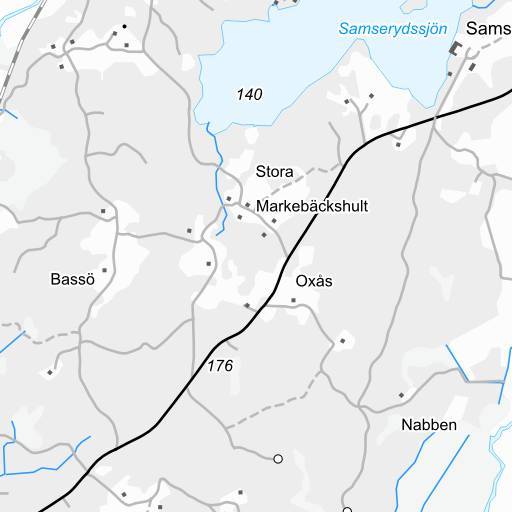 Samserydssjön
Sams
140
Stora
Markebäckshult
Bassö
Oxås
176
Nabben